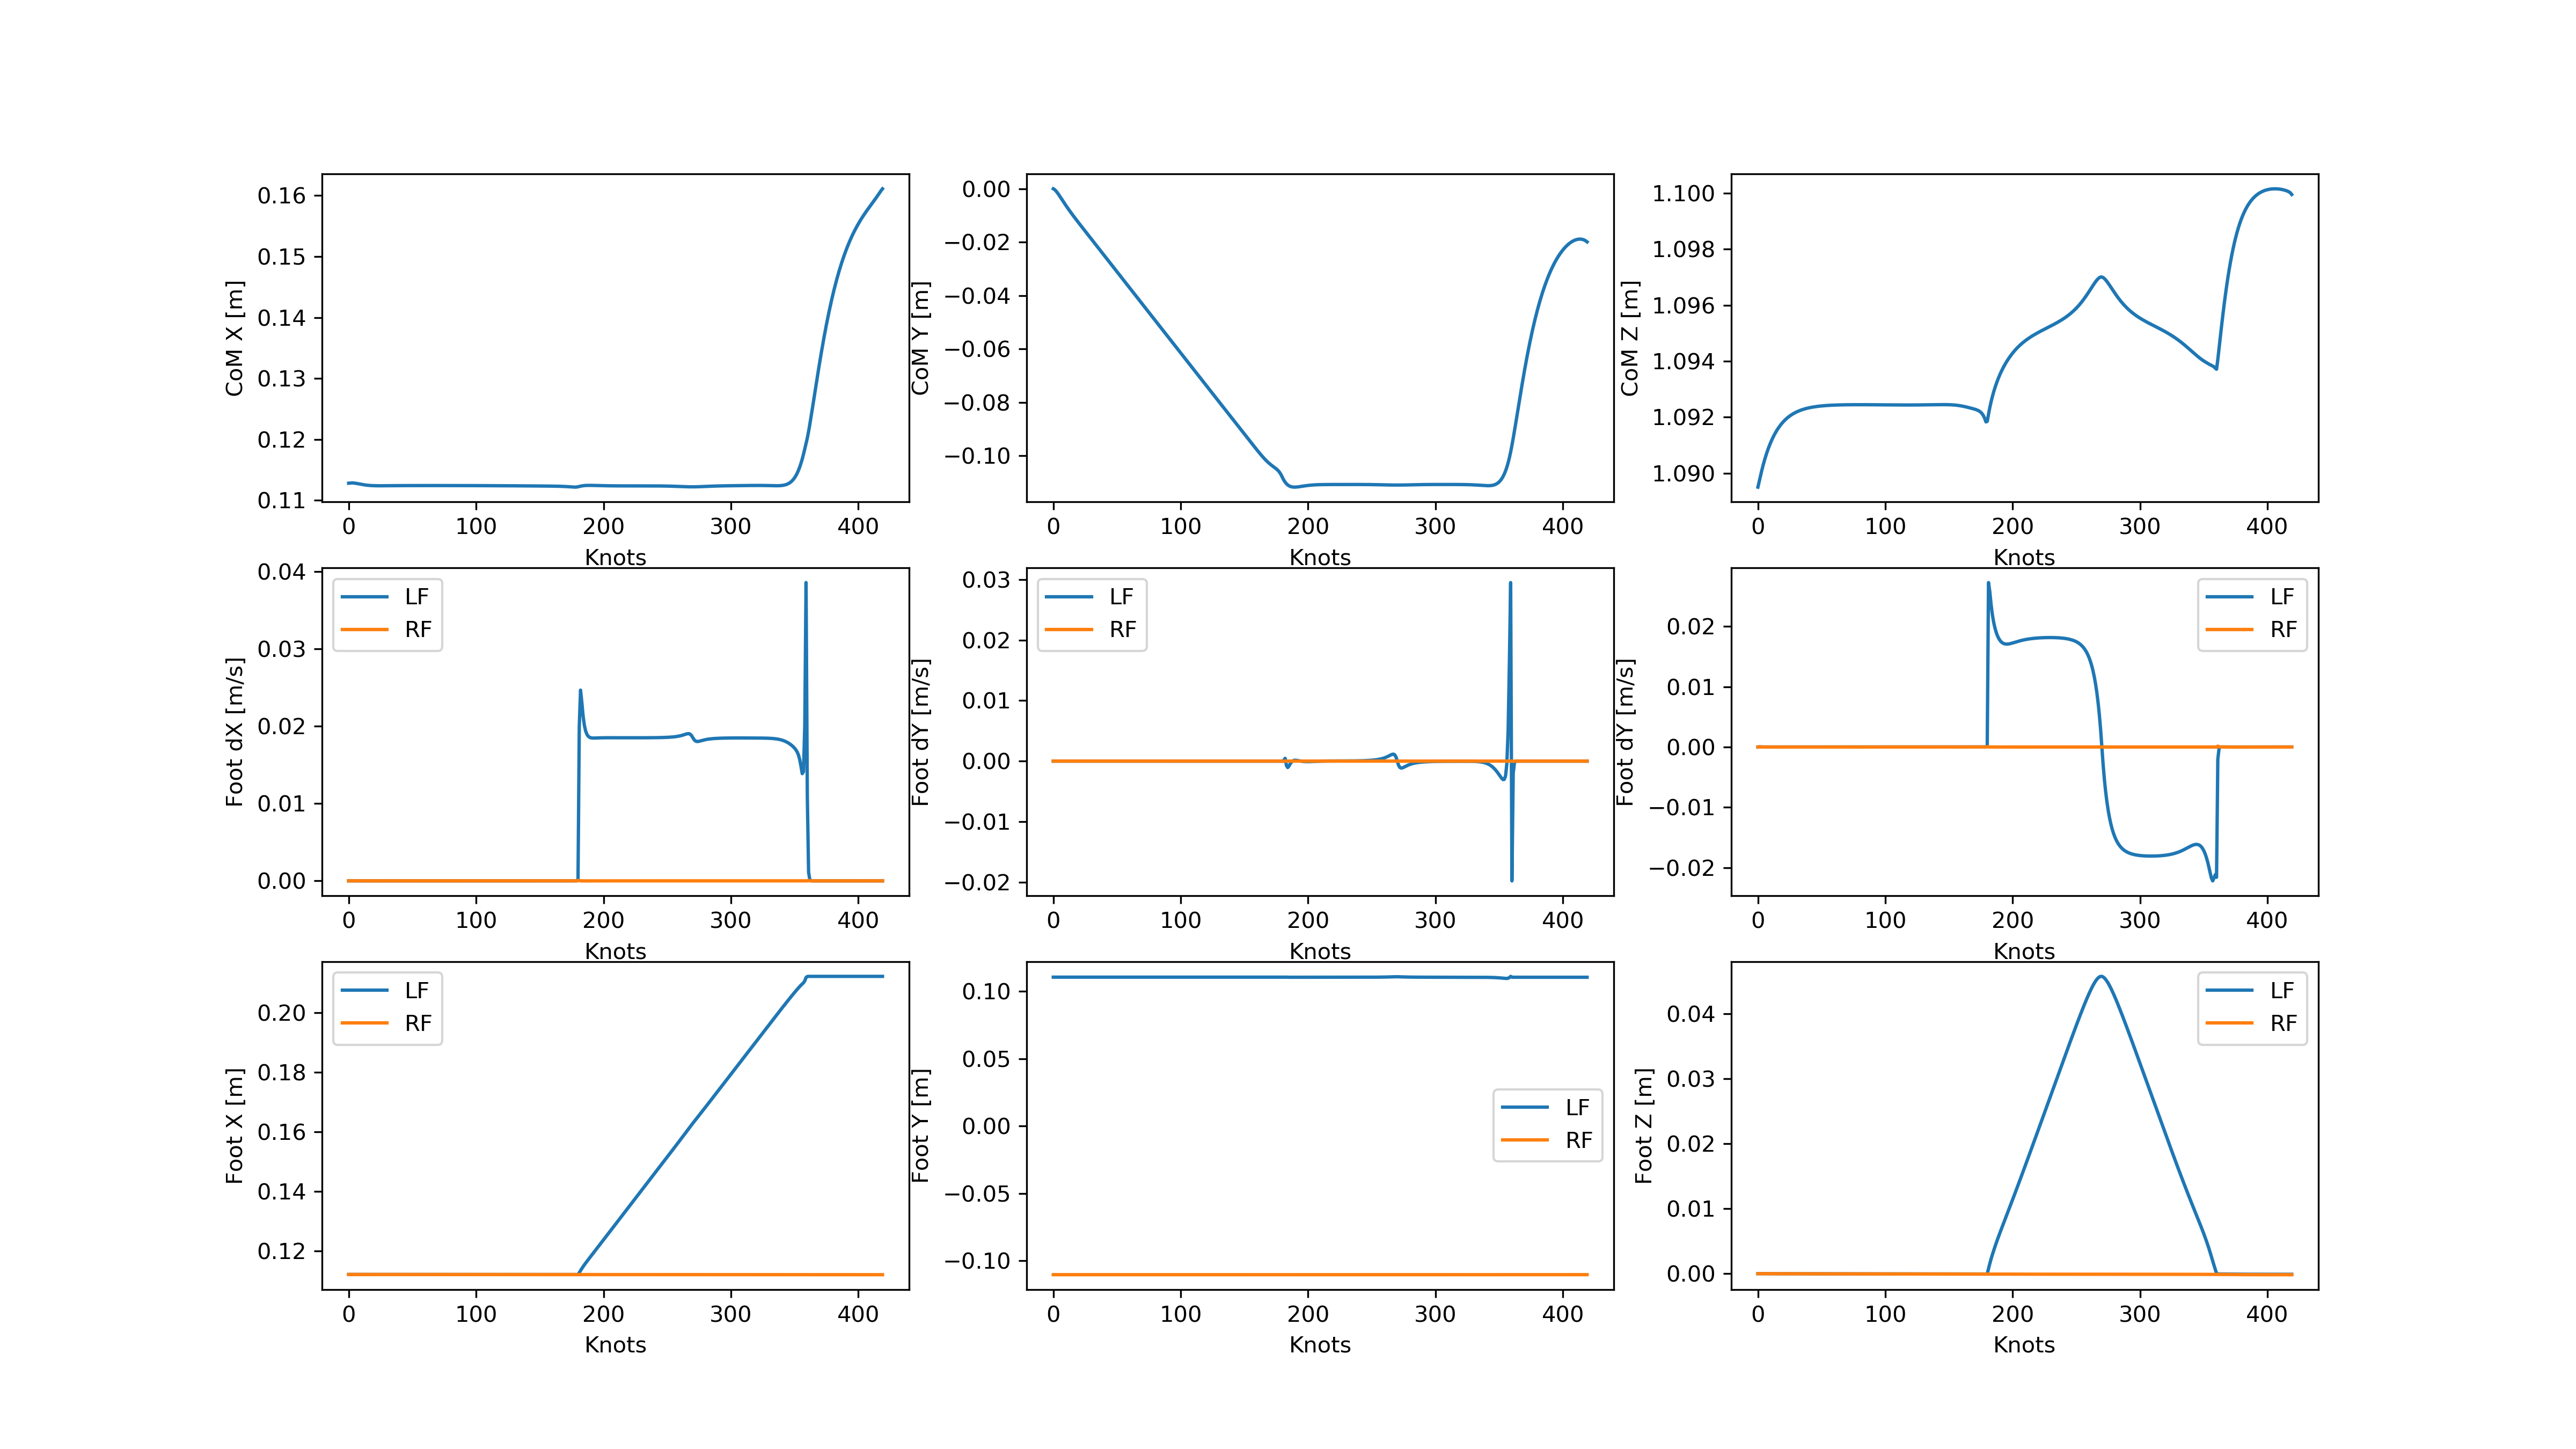 CoM X [m]
0.16
0.15
0.14
0.13
0.12
0.11
0 100 200 300 400
Knots
CoM Y [m]
0.00
−0.02
−0.04
−0.06
−0.08
−0.10
0 100 200 300 400
Knots
CoM Z [m]
1.100
1.098
1.096
1.094
1.092
1.090
0 100 200 300 400
Knots
Foot dX [m/s]
0.04
0.03
0.02
0.01
0.00
LF
RF
0 100 200 300 400
Knots
Foot dY [m/s]
0.03
0.02
0.01
0.00
−0.01
−0.02
LF
RF
0 100 200 300 400
Knots
Foot dY [m/s]
0.02
0.01
0.00
−0.01
−0.02
LF
RF
0 100 200 300 400
Knots
Foot X [m]
0.20
0.18
0.16
0.14
0.12
LF
RF
0 100 200 300 400
Knots
Foot Y [m]
0.10
0.05
0.00
−0.05
−0.10
LF
RF
0 100 200 300 400
Knots
Foot Z [m]
0.04
0.03
0.02
0.01
0.00
LF
RF
0 100 200 300 400
Knots